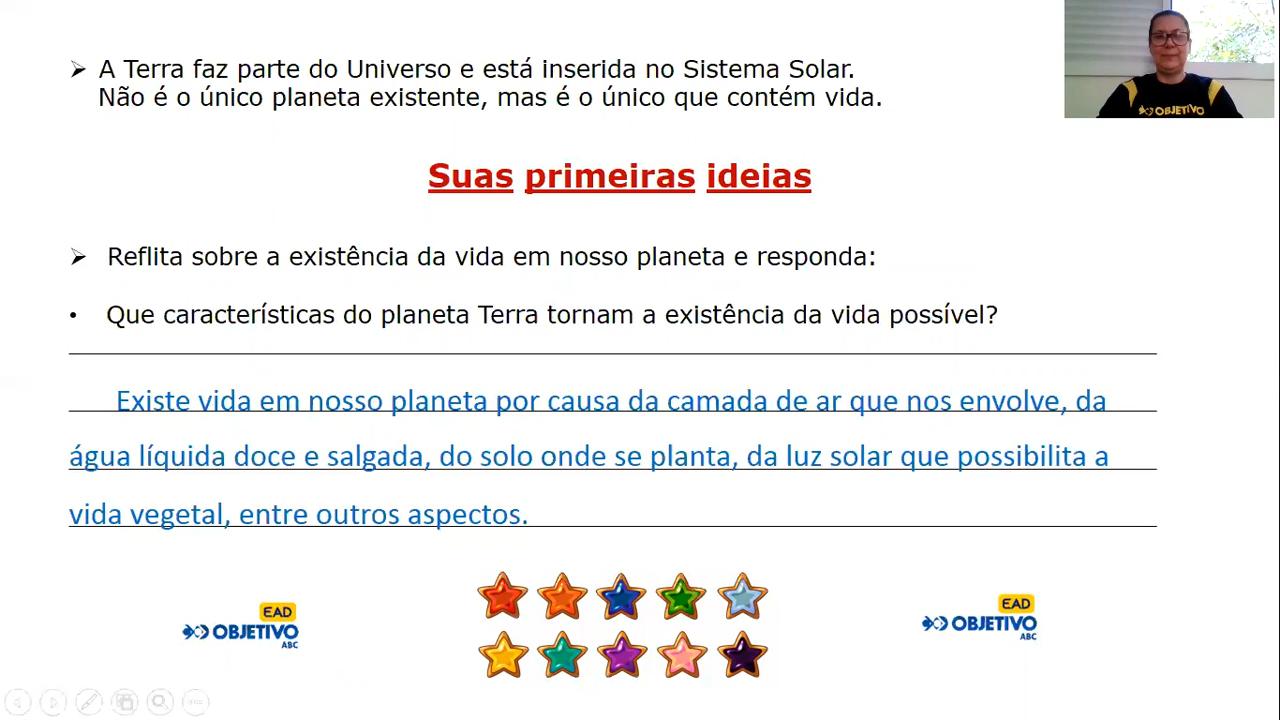 A Terra faz parte do Universo e está inserida no Sistema Solar.
Não é o único planeta existente, mas é o único que contém vida.
OBJETIVO
Suas primeiras ideias
Reflita sobre a existência da vida em nosso planeta e responda:
• Que características do planeta Terra tornam a existência da vida possível?
Existe vida em nosso planeta por causa da camada de ar que nos envolve, da
água líquida doce e salgada, do solo onde se planta, da luz solar que possibilita a
vida vegetal, entre outros aspectos.
EAD
OBJETIVO
ABC
EAD
OBJETIVO
ABC